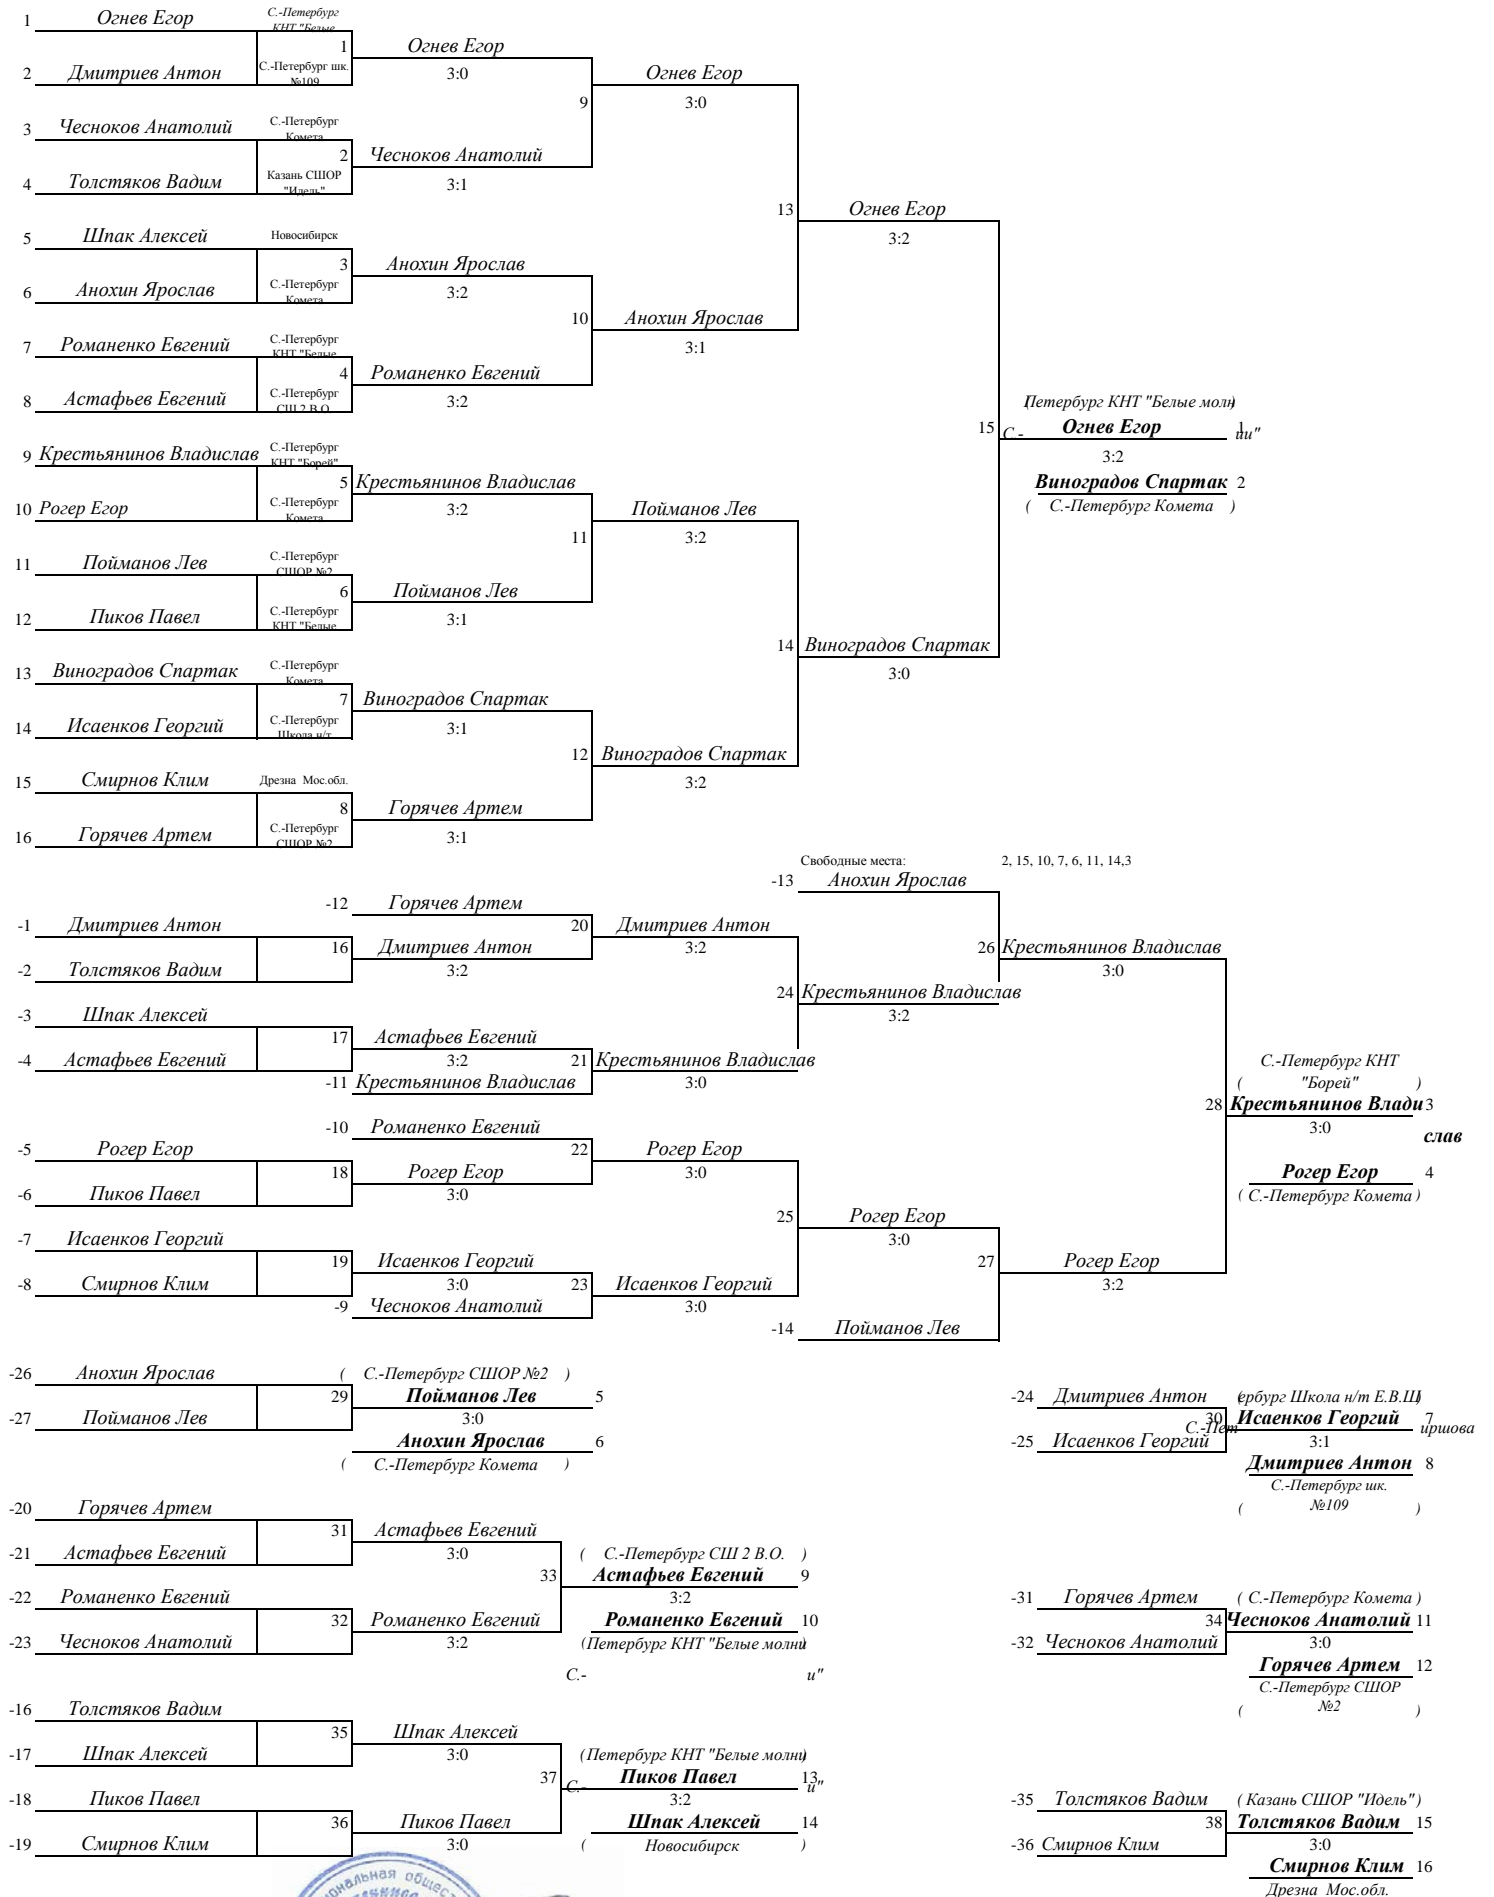 1 Огнев Егор С.-Петербург КНТ "Белые
1 Огнев Егор
2 Дмитриев Антон С.-Петербург шк. №109
3:0
Огнев Егор
9 3:0
3 Чесноков Анатолий С.-Петербург Комета
2 Чесноков Анатолий
4 Толстяков Вадим Казань СШОР "Идель"
3:1
13 Огнев Егор
3:2
5 Шпак Алексей Новосибирск
3 Анохин Ярослав
6 Анохин Ярослав С.-Петербург Комета
3:2
10 Анохин Ярослав
3:1
7 Романенко Евгений С.-Петербург КНТ "Белые
4 Романенко Евгений
8 Астафьев Евгений С.-Петербург СШ 2 В.О.
3:2
(Петербург КНТ "Белые молн)
15 С.- Огнев Егор 1 ии"
3:2
Виноградов Спартак 2
( С.-Петербург Комета )
9 Крестьянинов Владислав С.-Петербург КНТ "Борей"
5 Крестьянинов Владислав
10 Рогер Егор С.-Петербург Комета
3:2
Пойманов Лев
11 3:2
11 Пойманов Лев С.-Петербург СШОР №2
6 Пойманов Лев
12 Пиков Павел С.-Петербург КНТ "Белые
3:1
14 Виноградов Спартак
3:0
13 Виноградов Спартак С.-Петербург Комета
7 Виноградов Спартак
14 Исаенков Георгий С.-Петербург Школа н/т
3:1
12 Виноградов Спартак
3:2
15 Смирнов Клим Дрезна Мос.обл.
8 Горячев Артем
16 Горячев Артем С.-Петербург СШОР №2
3:1
Свободные места: 2, 15, 10, 7, 6, 11, 14,3
-13 Анохин Ярослав
-12 Горячев Артем
-1 Дмитриев Антон 20 Дмитриев Антон
16 Дмитриев Антон 3:2 26 Крестьянинов Владислав
-2 Толстяков Вадим 3:2 3:0
24 Крестьянинов Владислав
-3 Шпак Алексей 3:2
17 Астафьев Евгений
-4 Астафьев Евгений 3:2 21 Крестьянинов Владислав
-11 Крестьянинов Владислав 3:0
С.-Петербург КНТ
( "Борей" )
28 Крестьянинов Влади 3
3:0 слав
-10 Романенко Евгений
-5 Рогер Егор 22 Рогер Егор
18 Рогер Егор 3:0
-6 Пиков Павел 3:0
Рогер Егор 4
( С.-Петербург Комета )
25 Рогер Егор
3:0
-7 Исаенков Георгий
19 Исаенков Георгий 27 Рогер Егор
-8 Смирнов Клим 3:0 23 Исаенков Георгий 3:2
-9 Чесноков Анатолий 3:0
-14 Пойманов Лев
-26 Анохин Ярослав ( С.-Петербург СШОР №2 )
29 Пойманов Лев 5
-27 Пойманов Лев 3:0
Анохин Ярослав 6
( С.-Петербург Комета )
-24 Дмитриев Антон (ербург Школа н/т Е.В.Ш)
30 С.-Пет Исаенков Георгий 7 иршова
-25 Исаенков Георгий 3:1
Дмитриев Антон 8
С.-Петербург шк.
( №109 )
-20 Горячев Артем
31 Астафьев Евгений
-21 Астафьев Евгений 3:0 ( С.-Петербург СШ 2 В.О. )
33 Астафьев Евгений 9
-22 Романенко Евгений 3:2
32 Романенко Евгений Романенко Евгений 10
-23 Чесноков Анатолий 3:2 (Петербург КНТ "Белые молни)
С.- и"
-31 Горячев Артем ( С.-Петербург Комета )
34 Чесноков Анатолий 11
-32 Чесноков Анатолий 3:0
Горячев Артем 12
С.-Петербург СШОР
( №2 )
-16 Толстяков Вадим
35 Шпак Алексей
-17 Шпак Алексей 3:0 (Петербург КНТ "Белые молни)
37 С.- Пиков Павел 13 и"
-18 Пиков Павел 3:2
36 Пиков Павел Шпак Алексей 14
-19 Смирнов Клим 3:0 ( Новосибирск )
-35 Толстяков Вадим ( Казань СШОР "Идель" )
38 Толстяков Вадим 15
-36 Смирнов Клим 3:0
Смирнов Клим 16
Дрезна Мос.обл.